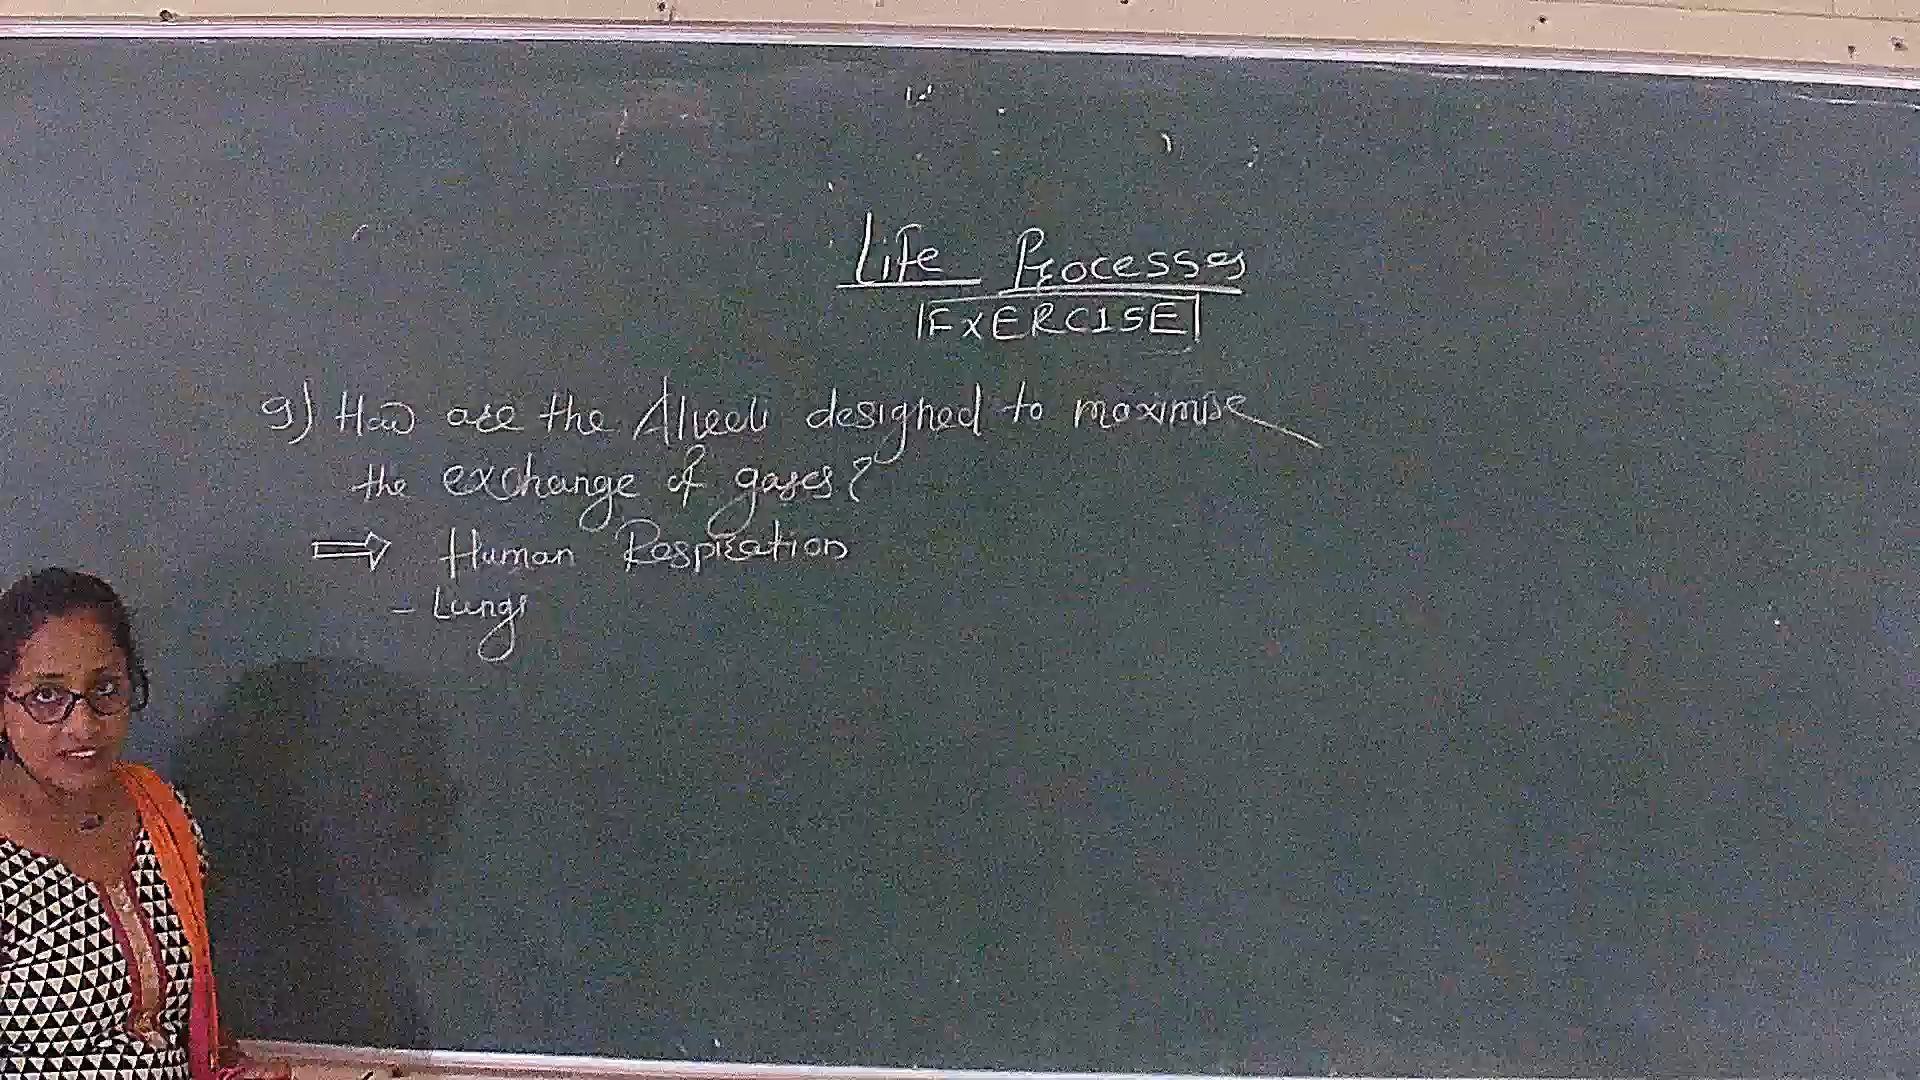 Life Processes
EXERCISE
9) How are the Alveoli designed to maximise
the exchange of gases?
⇒ Human Respiration
- Lungs